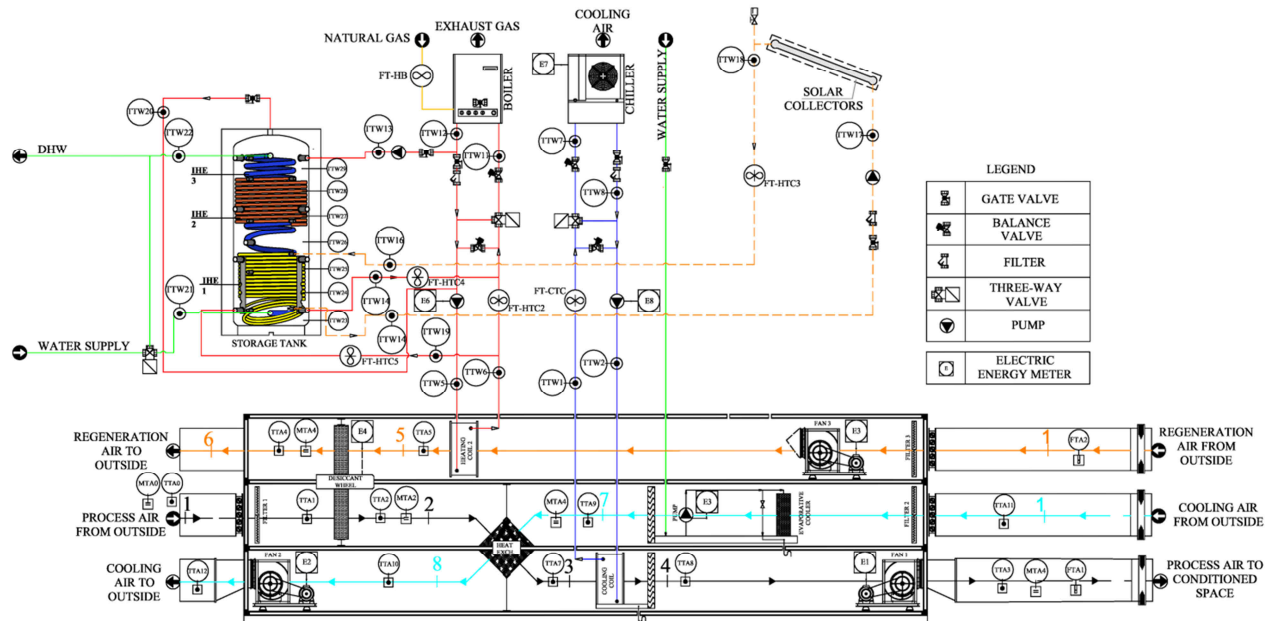 COOLING
AIR
EXHAUST GAS
NATURAL GAS
FT-HB
BOILER
E7
CHILLER
WATER SUPPLY
TTW18
SOLAR
COLLECTORS
TTW17
TTW20
TTW22
TTW13
TTW12
TTW11
TTW7
TTW8
DHW
IHE
3
IHE
2
IHE
1
TTW29
TTW28
TTW27
TTW26
TTW25
TTW24
TTW23
FT-HTC3
TTW16
TTW21
TTW14
FT-HTC4
TTW14
E6
FT-HTC2
FT-CTC
E8
STORAGE TANK
WATER SUPPLY
FT-HTC5
TTW19
TTW5
TTW6
TTW1
TTW2
LEGEND
GATE VALVE
BALANCE
VALVE
FILTER
THREE-WAY
VALVE
PUMP
E
ELECTRIC
ENERGY METER
REGENERATION
AIR TO
OUTSIDE
6
TTA4
MTA4
E4
5
TTA5
HEATING
COIL 2
FAN 3
E3
FILTER 3
1
FTA2
REGENERATION
AIR FROM
OUTSIDE
DESICCANT
WHEEL
MTA0
TTA0
1
PROCESS AIR
FROM OUTSIDE
FILTER 1
TTA1
TTA2
MTA2
2
MTA4
TTA9
7
PUMP
E3
EVAPORATIVE
COOLER
FILTER 2
TTA11
1
COOLING AIR
FROM OUTSIDE
HEAT
EXCH
COOLING
AIR TO
OUTSIDE
TTA12
FAN 2
E2
TTA10
8
TTA7
3
COOLING
COIL
4
TTA8
E1
FAN 1
TTA3
MTA4
FTA1
PROCESS AIR TO
CONDITIONED
SPACE